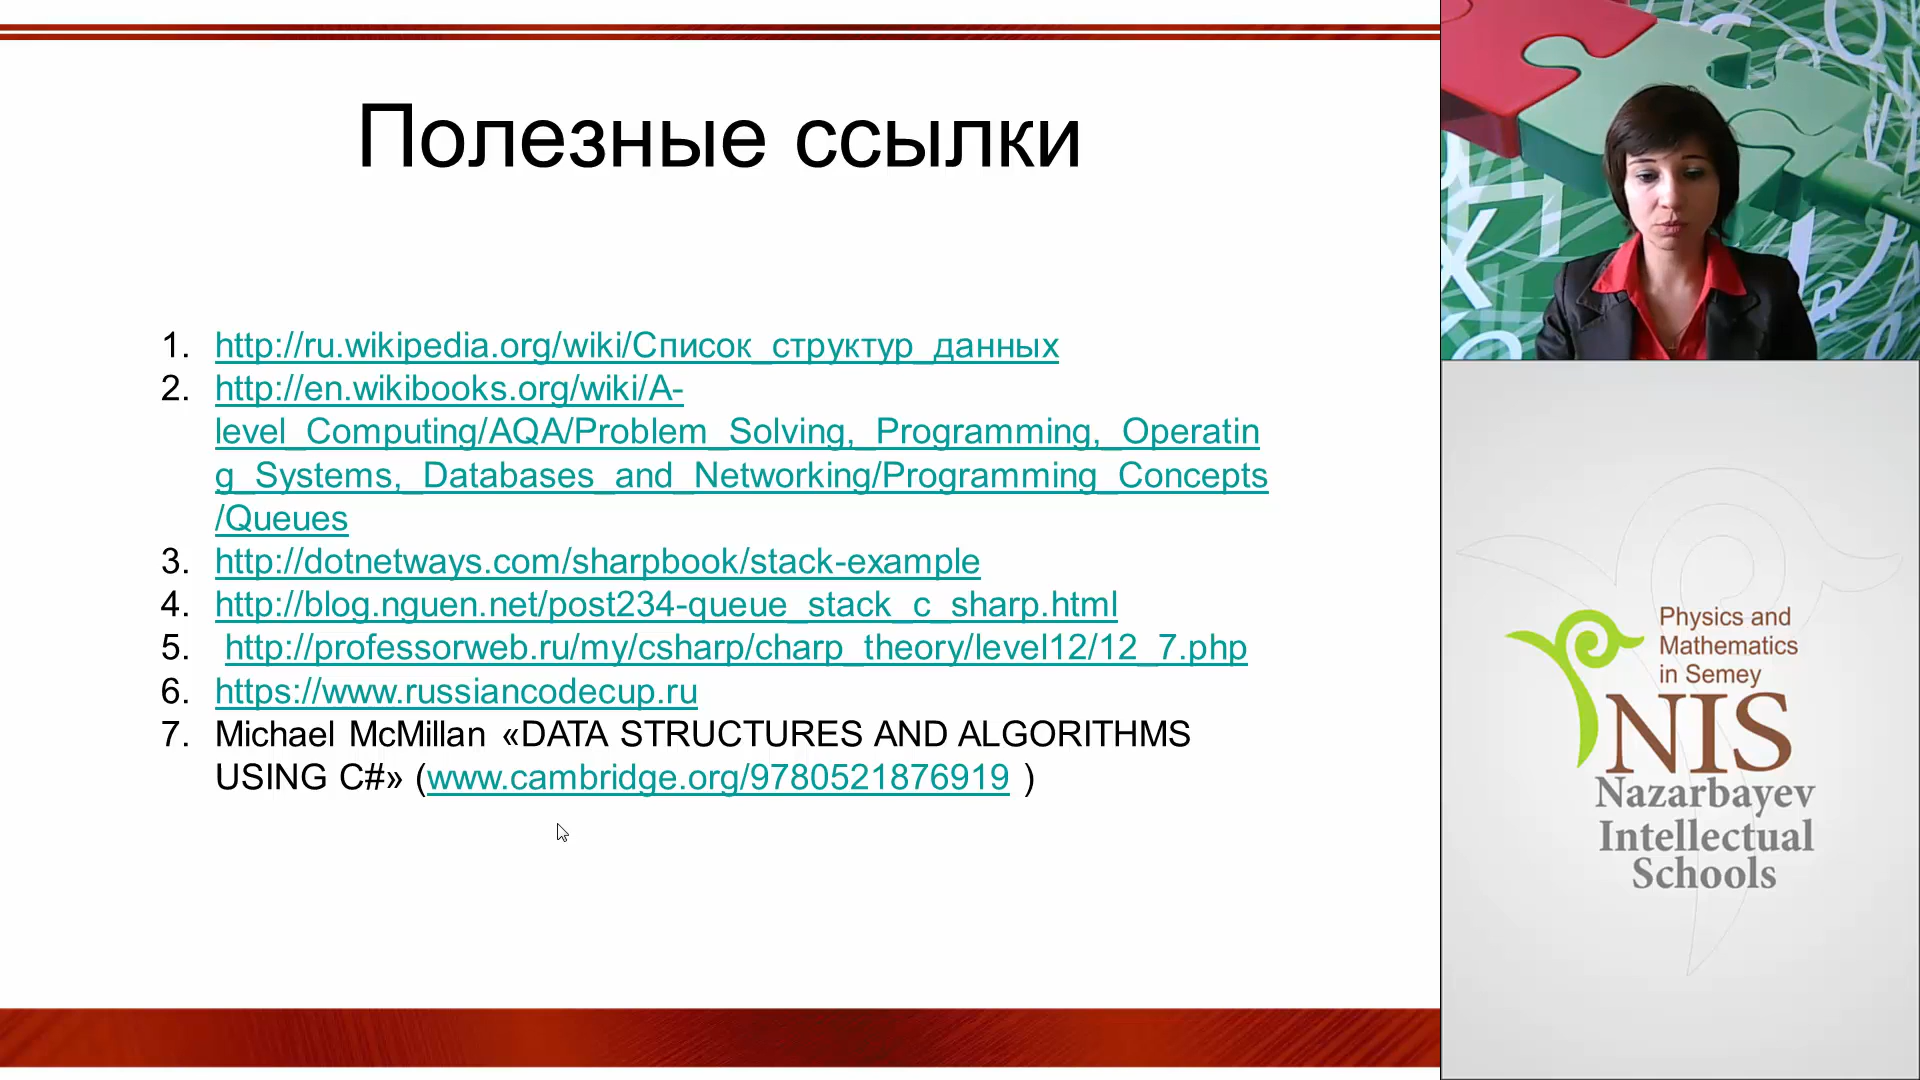 Полезные ссылки
1. http://ru.wikipedia.org/wiki/Список_структур_данных
2. http://en.wikibooks.org/wiki/A-
level_Computing/AQA/Problem_Solving,_Programming,_Operatin
g_Systems,_Databases_and_Networking/Programming_Concepts
/Queues
3. http://dotnetways.com/sharpbook/stack-example
4. http://blog.nguen.net/post234-queue_stack_c_sharp.html
5. http://professorweb.ru/my/csharp/charp_theory/level12/12_7.php
6. https://www.russiancodecup.ru
7. Michael McMillan «DATA STRUCTURES AND ALGORITHMS
USING C#» (www.cambridge.org/9780521876919 )
Physics and
Mathematics
in Semey
NIS
Nazarbayev
Intellectual
Schools